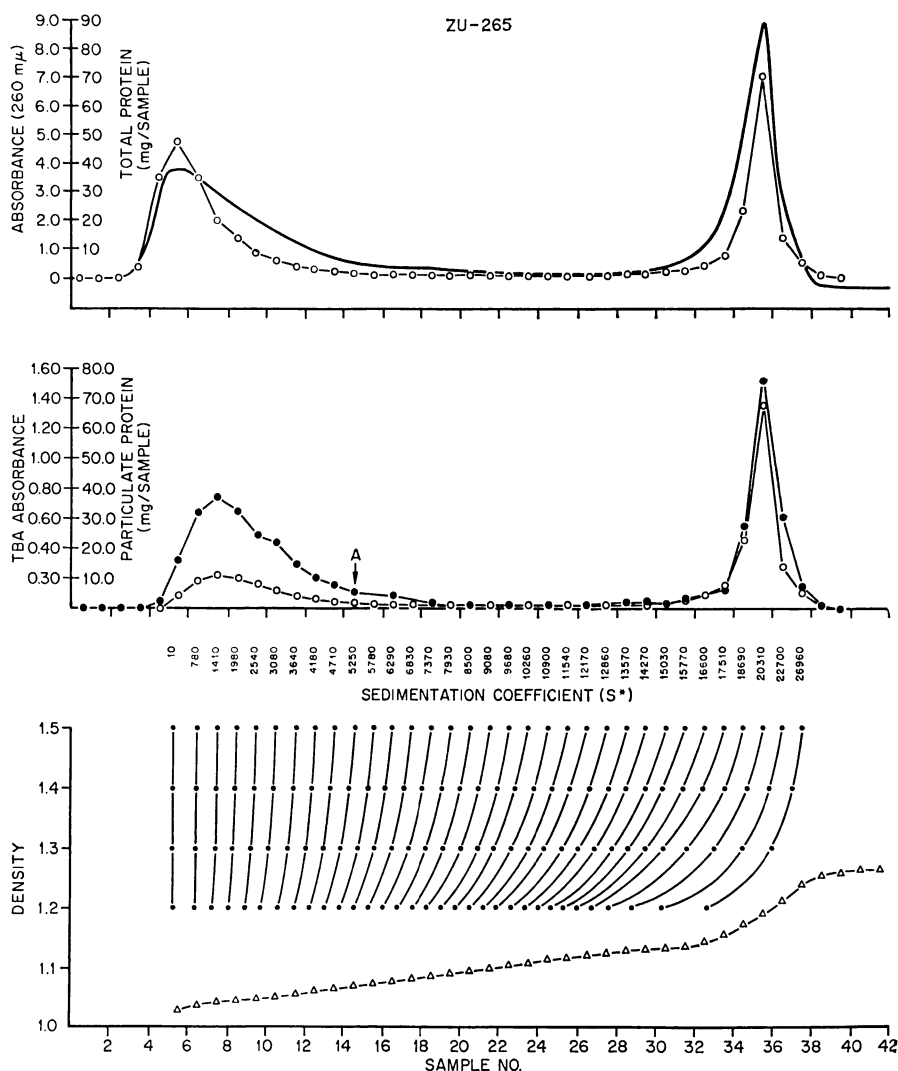 ZU-265
ABSORBANCE (260 mμ)
9.0 8.0 7.0 6.0 5.0 4.0 3.0 2.0 1.0 0
90 80 70 60 50 40 30 20 10
TOTAL PROTEIN
(mg/SAMPLE)
TBA ABSORBANCE
1.60 1.40 1.20 1.00 0.80 0.60 0.40 0.30
80.0 70.0 60.0 50.0 40.0 30.0 20.0 10.0
PARTICULATE PROTEIN
(mg/SAMPLE)
A
10 780 1410 1980 2540 3080 3640 4180 4710 5250 5780 6290 6830 7370 7930 8500 9080 9680 10260 10900 11540 12170 12860 13570 14270 15030 15770 16600 17510 18690 20310 22700 26960
SEDIMENTATION COEFFICIENT (S*)
DENSITY
1.5
1.4
1.3
1.2
1.1
1.0
2 4 6 8 10 12 14 16 18 20 22 24 26 28 30 32 34 36 38 40 42
SAMPLE NO.